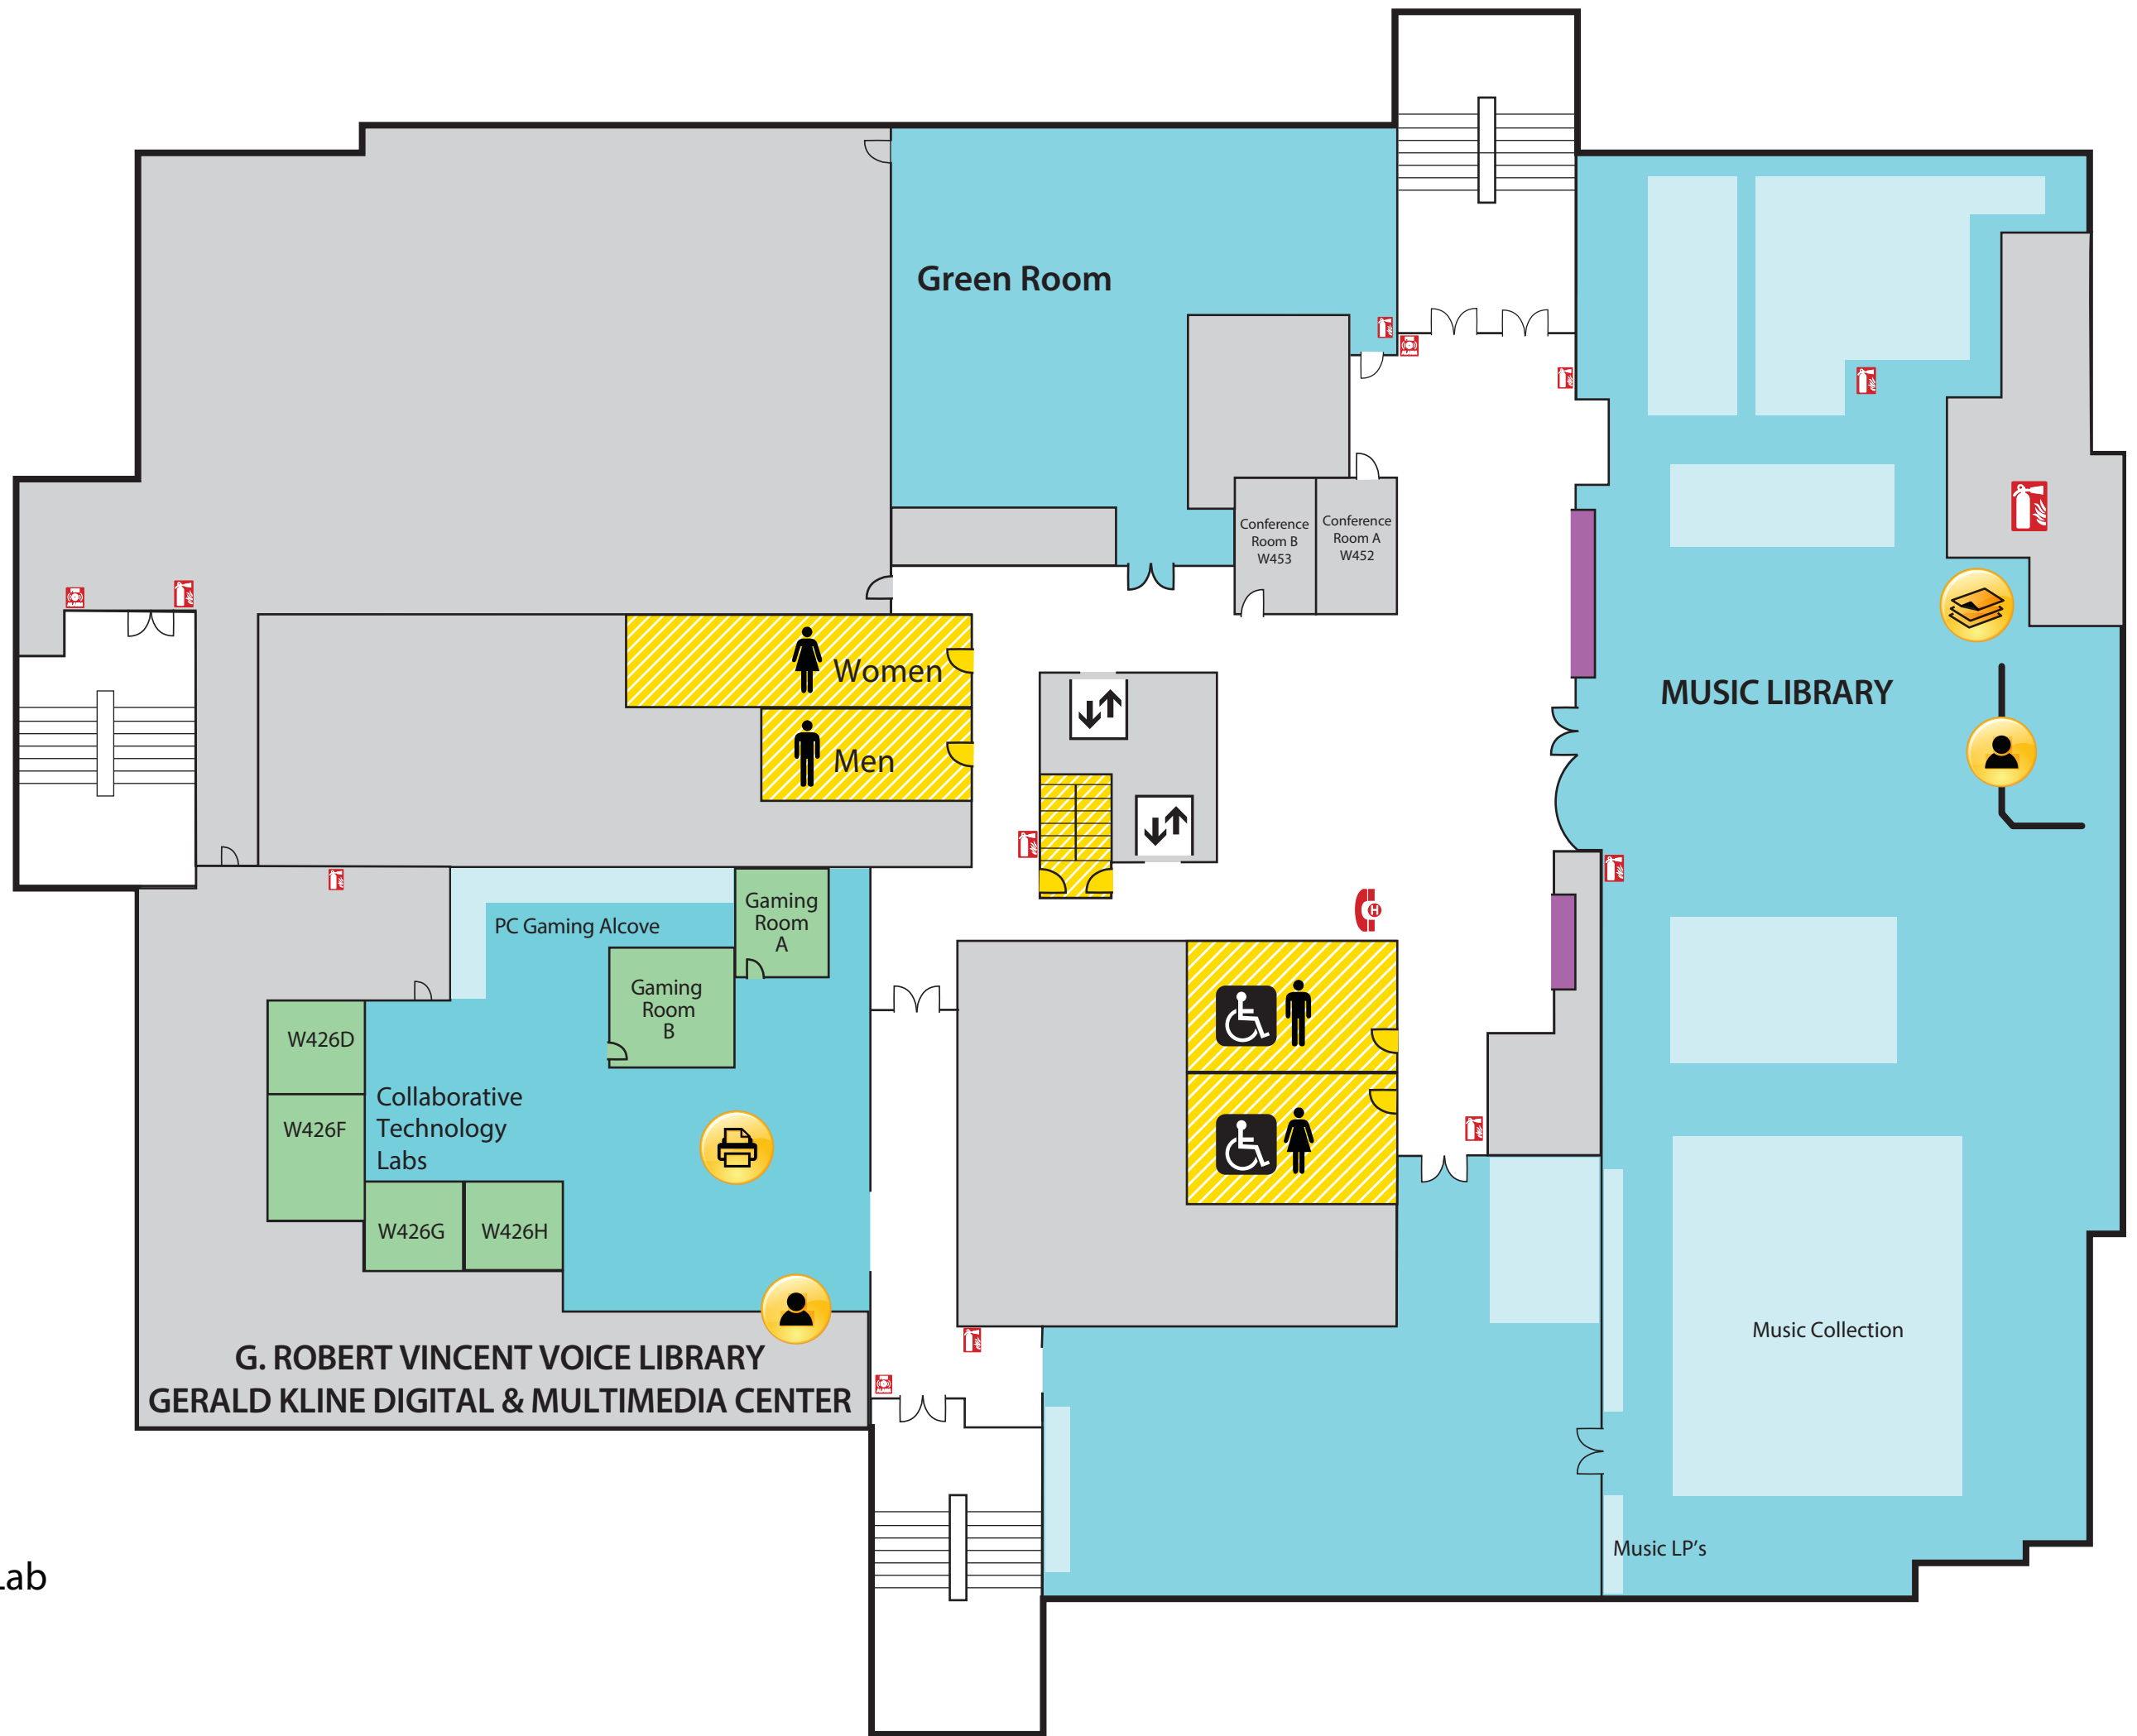 Green Room
Conference
Room B
W453
Conference
Room A
W452
Women
Men
MUSIC LIBRARY
PC Gaming Alcove
Gaming
Room
A
Gaming
Room
B
W426D
W426F
Collaborative
Technology
Labs
W426G
W426H
H
G. ROBERT VINCENT VOICE LIBRARY
GERALD KLINE DIGITAL & MULTIMEDIA CENTER
Music Collection
Music LP's
Lab